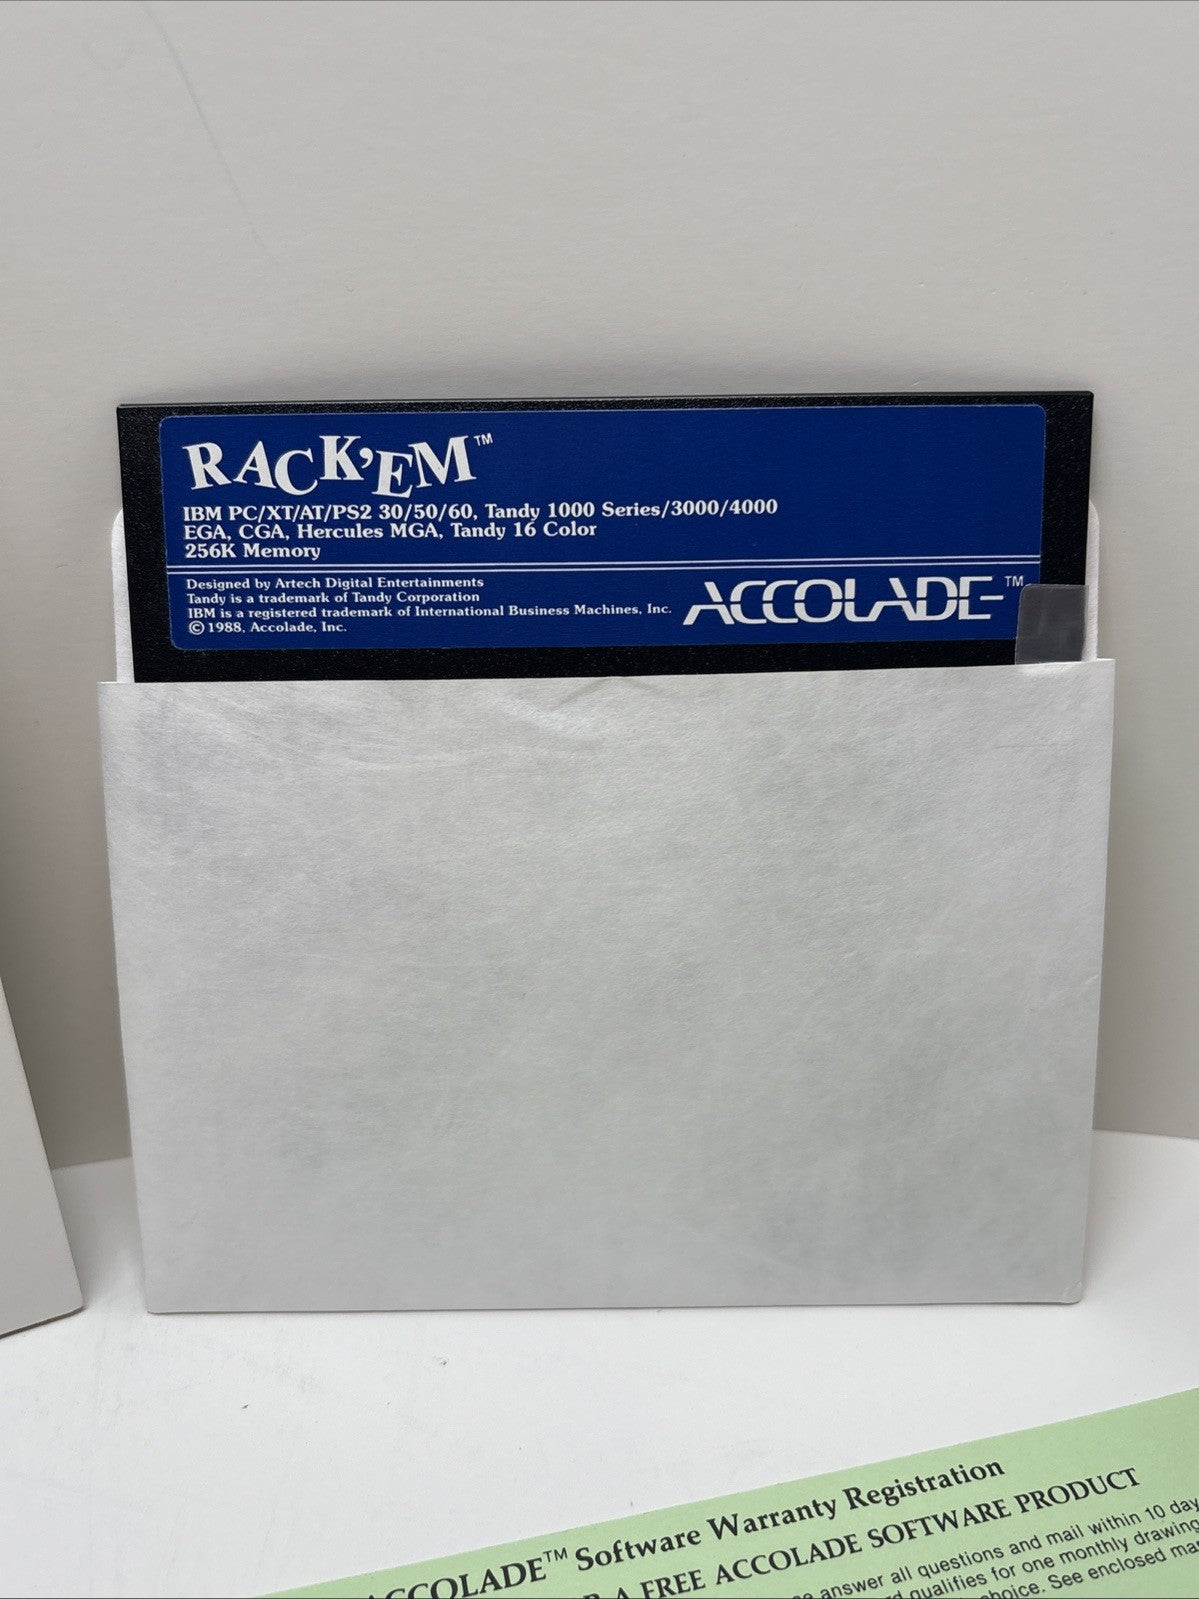 RACK'EM™
IBM PC/XT/AT/PS2 30/50/60, Tandy 1000 Series/3000/4000
EGA, CGA, Hercules MGA, Tandy 16 Color
256K Memory
Designed by Artech Digital Entertainments
Tandy is a trademark of Tandy Corporation
IBM is a registered trademark of International Business Machines, Inc.
© 1988, Accolade, Inc.
ACCOLADE™
ACCOLADE™ Software Warranty Registration
A FREE ACCOLADE SOFTWARE PRODUCT
answer all questions and mail within 10 day
qualifies for one monthly drawing
choice. See enclosed